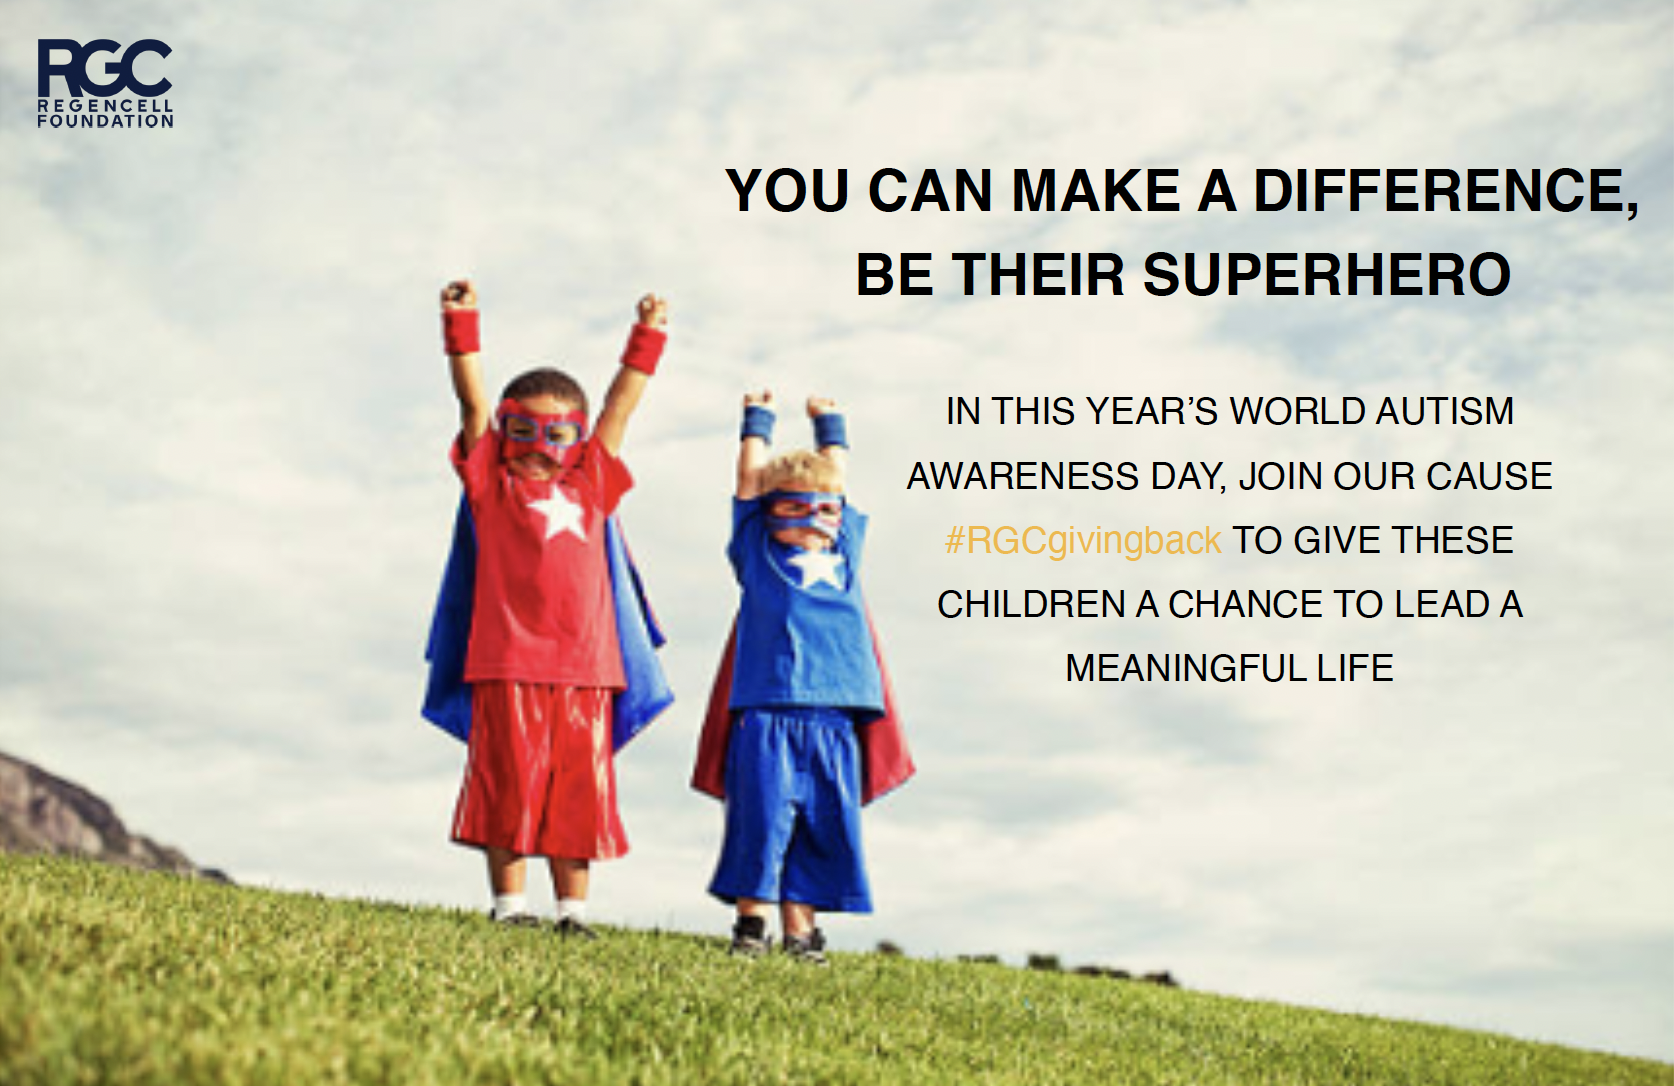 RGC
REGENCELL
FOUNDATION
YOU CAN MAKE A DIFFERENCE,
BE THEIR SUPERHERO
IN THIS YEAR’S WORLD AUTISM
AWARENESS DAY, JOIN OUR CAUSE
#RGCgivingback TO GIVE THESE
CHILDREN A CHANCE TO LEAD A
MEANINGFUL LIFE